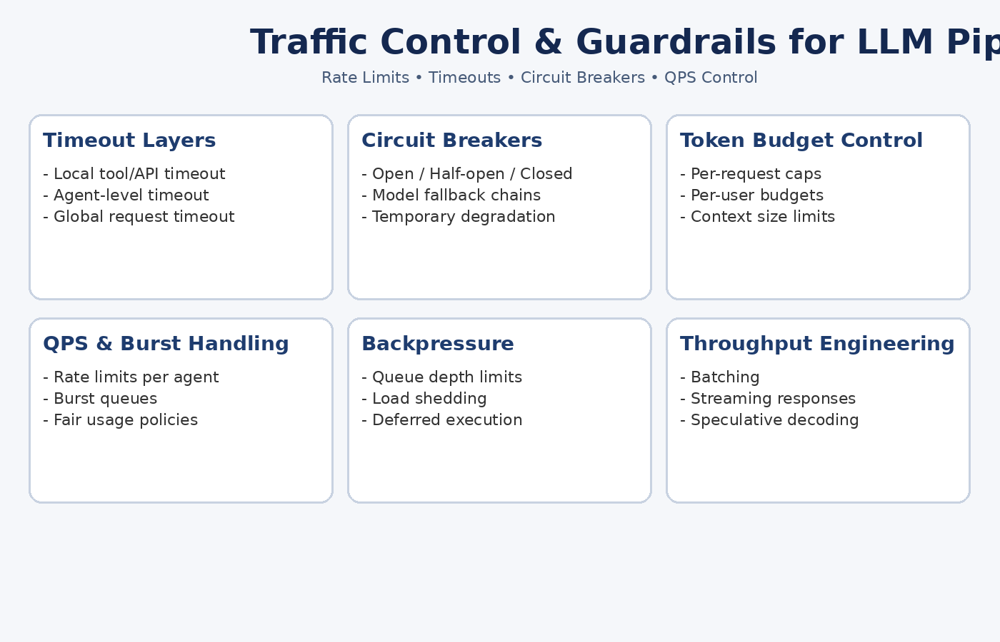 Traffic Control & Guardrails for LLM Pip
Rate Limits • Timeouts • Circuit Breakers • QPS Control
Timeout Layers
- Local tool/API timeout
- Agent-level timeout
- Global request timeout
Circuit Breakers
- Open / Half-open / Closed
- Model fallback chains
- Temporary degradation
Token Budget Control
- Per-request caps
- Per-user budgets
- Context size limits
QPS & Burst Handling
- Rate limits per agent
- Burst queues
- Fair usage policies
Backpressure
- Queue depth limits
- Load shedding
- Deferred execution
Throughput Engineering
- Batching
- Streaming responses
- Speculative decoding